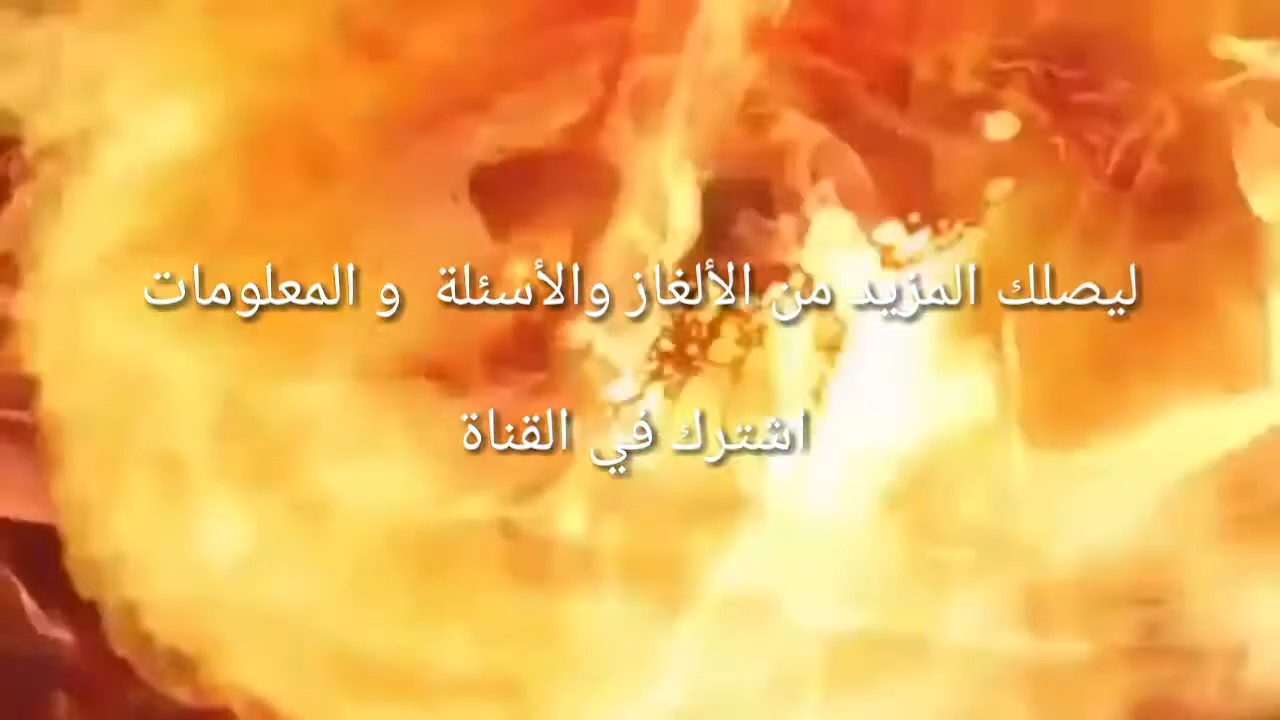 ليصلك المزيد من الألغاز والأسئلة و المعلومات
اشترك في القناة